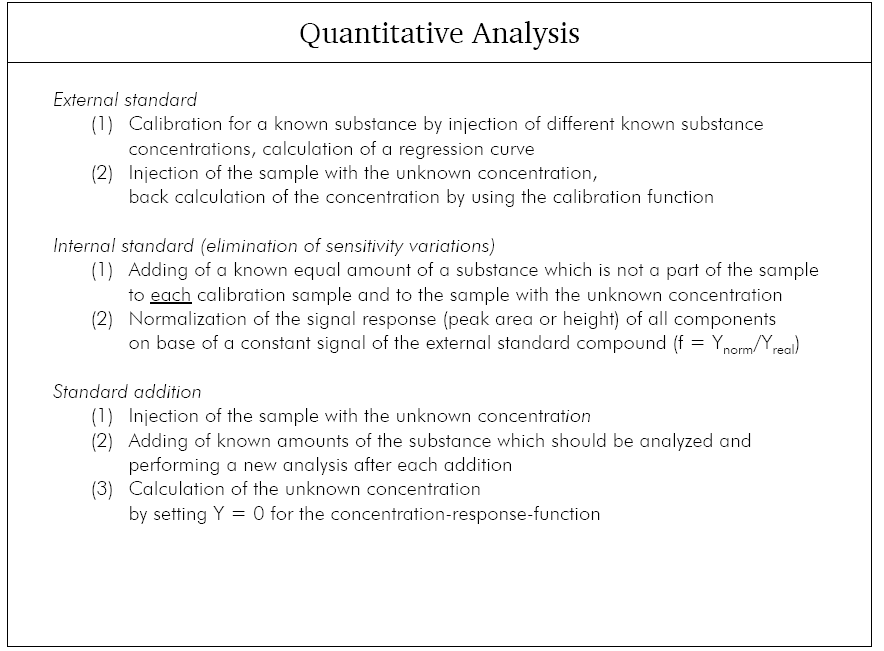 Quantitative Analysis
External standard
(1) Calibration for a known substance by injection of different known substance
concentrations, calculation of a regression curve
(2) Injection of the sample with the unknown concentration,
back calculation of the concentration by using the calibration function
Internal standard (elimination of sensitivity variations)
(1) Adding of a known equal amount of a substance which is not a part of the sample
to each calibration sample and to the sample with the unknown concentration
(2) Normalization of the signal response (peak area or height) of all components
on base of a constant signal of the external standard compound (f = Ynorm/Yreal)
Standard addition
(1) Injection of the sample with the unknown concentration
(2) Adding of known amounts of the substance which should be analyzed and
performing a new analysis after each addition
(3) Calculation of the unknown concentration
by setting Y = 0 for the concentration-response-function